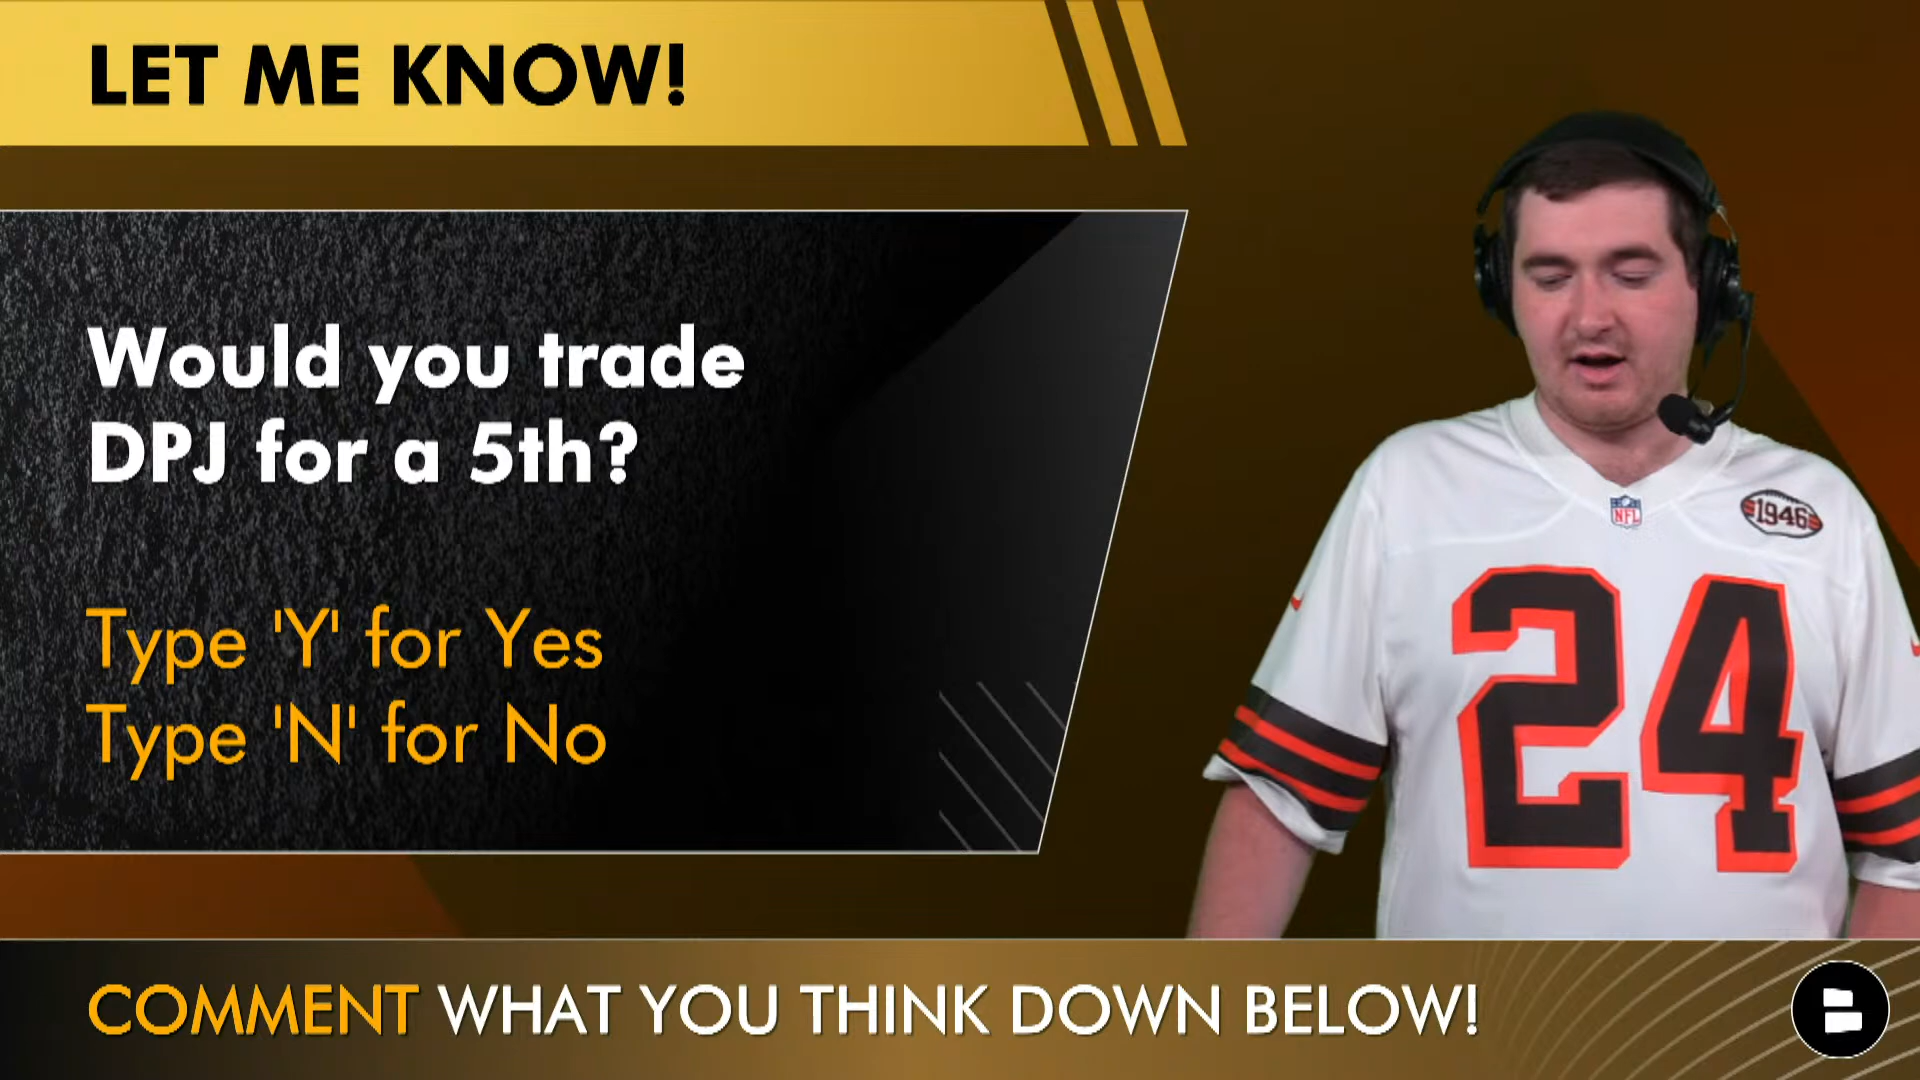 LET ME KNOW!
Would you trade
DPJ for a 5th?
Type 'Y' for Yes
Type 'N' for No
NFL
1946
24
COMMENT WHAT YOU THINK DOWN BELOW!